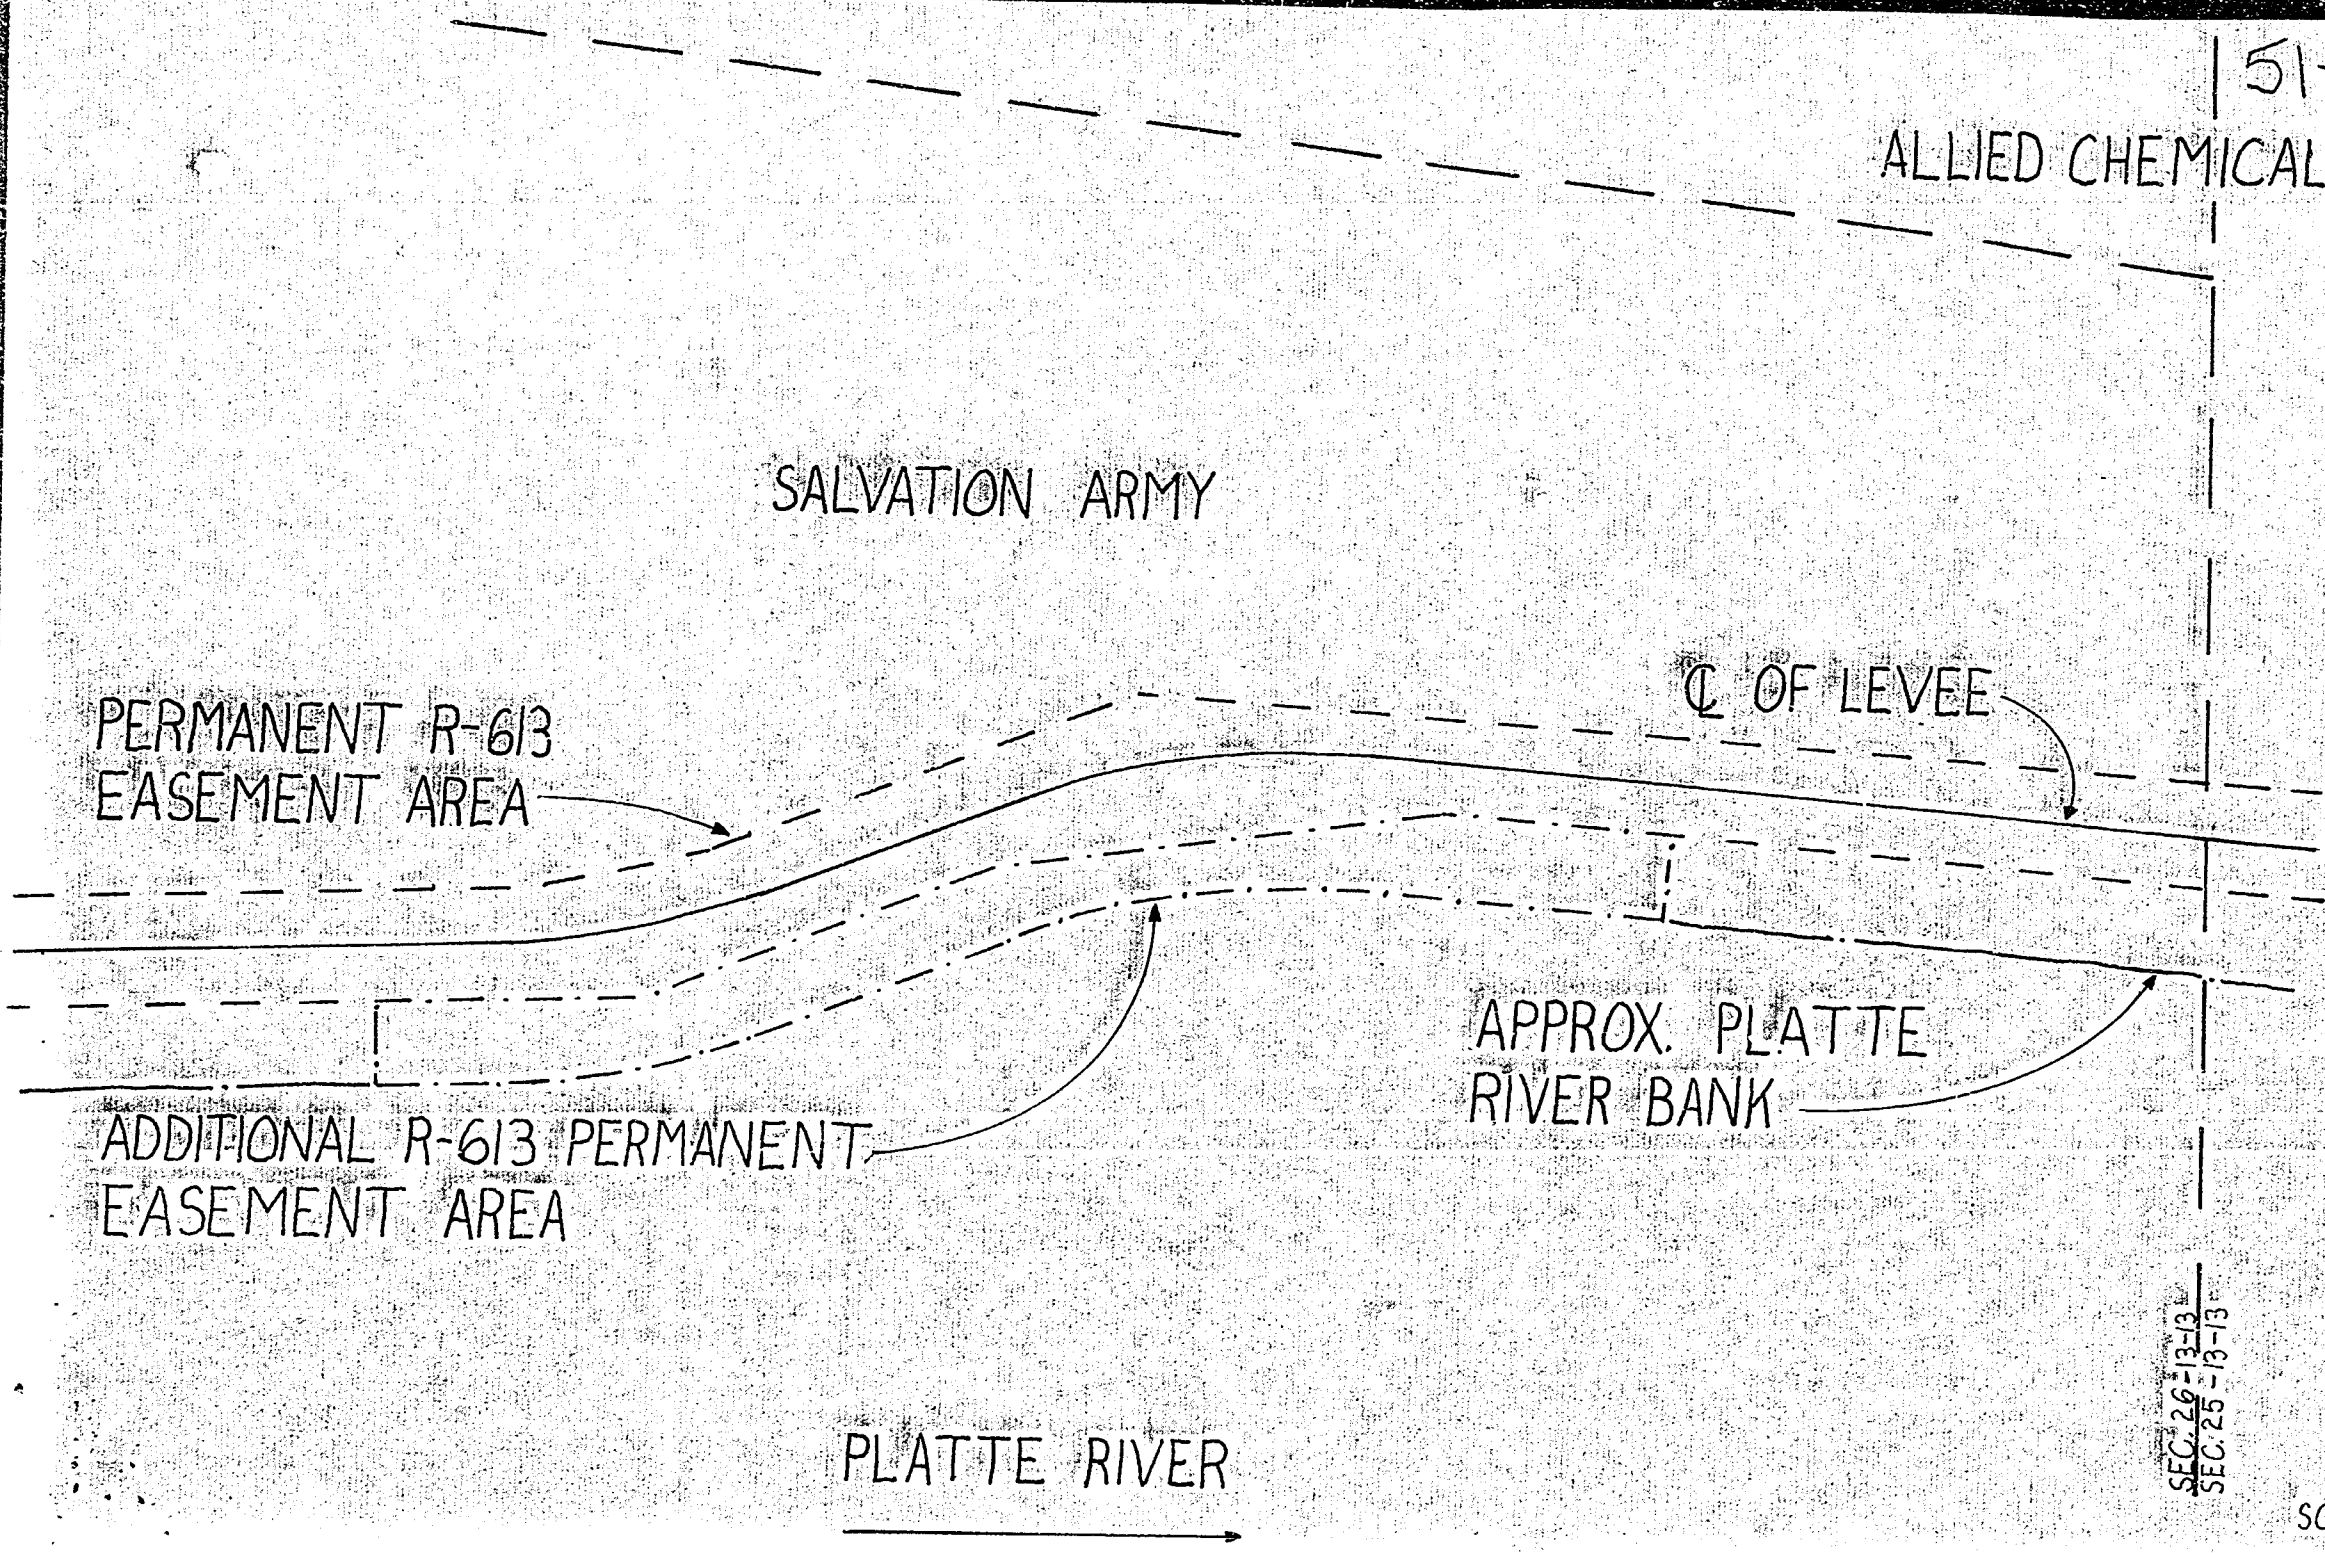 51-
ALLIED CHEMICAL
SALVATION ARMY
℄ OF LEVEE
PERMANENT R-613
EASEMENT AREA
APPROX. PLATTE
RIVER BANK
ADDITIONAL R-613 PERMANENT
EASEMENT AREA
SEC. 26-13-13
SEC. 25-13-13
PLATTE RIVER
SC